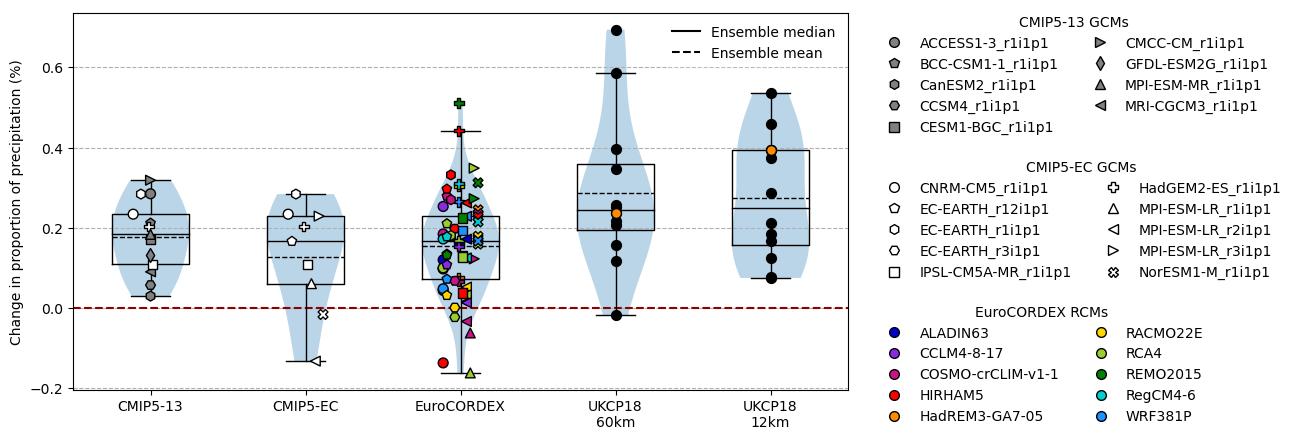 Change in proportion of precipitation (%)
0.6
0.4
0.2
0.0
−0.2
CMIP5-13
CMIP5-EC
EuroCORDEX
UKCP18
60km
UKCP18
12km
Ensemble median
Ensemble mean
CMIP5-13 GCMs
ACCESS1-3_r1i1p1
BCC-CSM1-1_r1i1p1
CanESM2_r1i1p1
CCSM4_r1i1p1
CESM1-BGC_r1i1p1
CMCC-CM_r1i1p1
GFDL-ESM2G_r1i1p1
MPI-ESM-MR_r1i1p1
MRI-CGCM3_r1i1p1
CMIP5-EC GCMs
CNRM-CM5_r1i1p1
EC-EARTH_r12i1p1
EC-EARTH_r1i1p1
EC-EARTH_r3i1p1
IPSL-CM5A-MR_r1i1p1
HadGEM2-ES_r1i1p1
MPI-ESM-LR_r1i1p1
MPI-ESM-LR_r2i1p1
MPI-ESM-LR_r3i1p1
NorESM1-M_r1i1p1
EuroCORDEX RCMs
ALADIN63
CCLM4-8-17
COSMO-crCLIM-v1-1
HIRHAM5
HadREM3-GA7-05
RACMO22E
RCA4
REMO2015
RegCM4-6
WRF381P